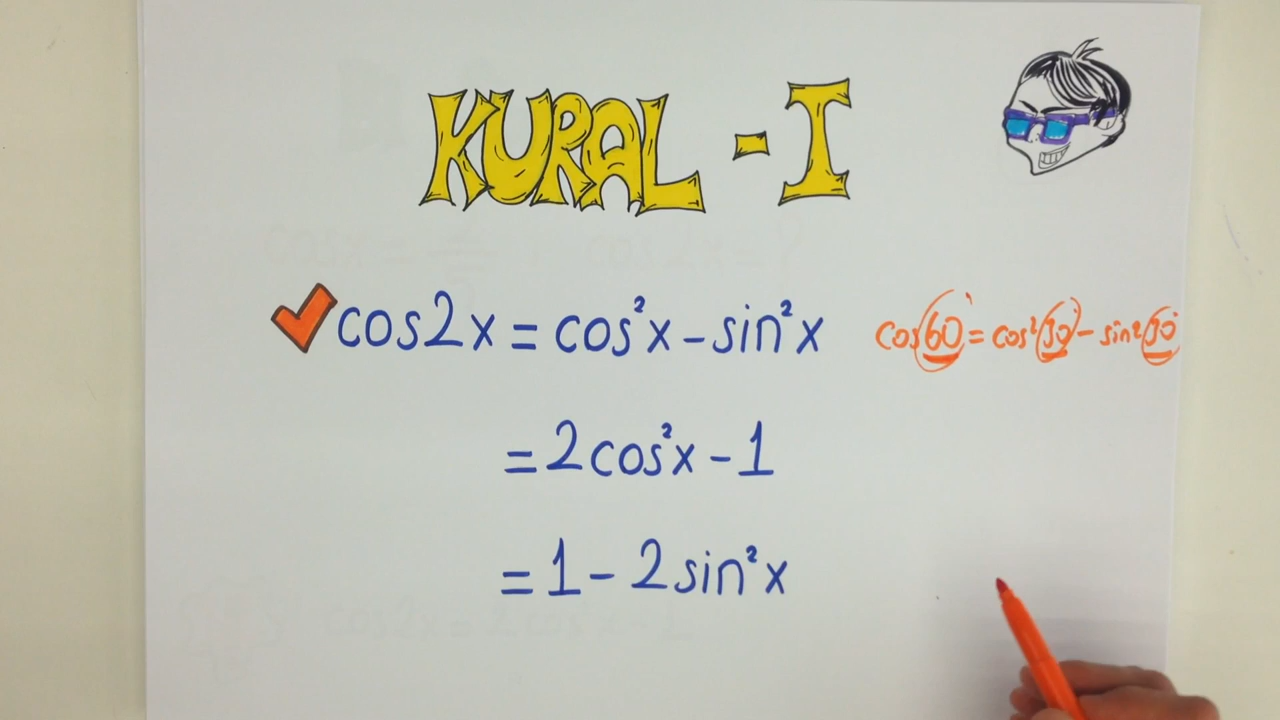 KURAL - I
cos2x = cos²x - sin²x
cos60° = cos²30° - sin²30°
= 2cos²x - 1
= 1 - 2sin²x